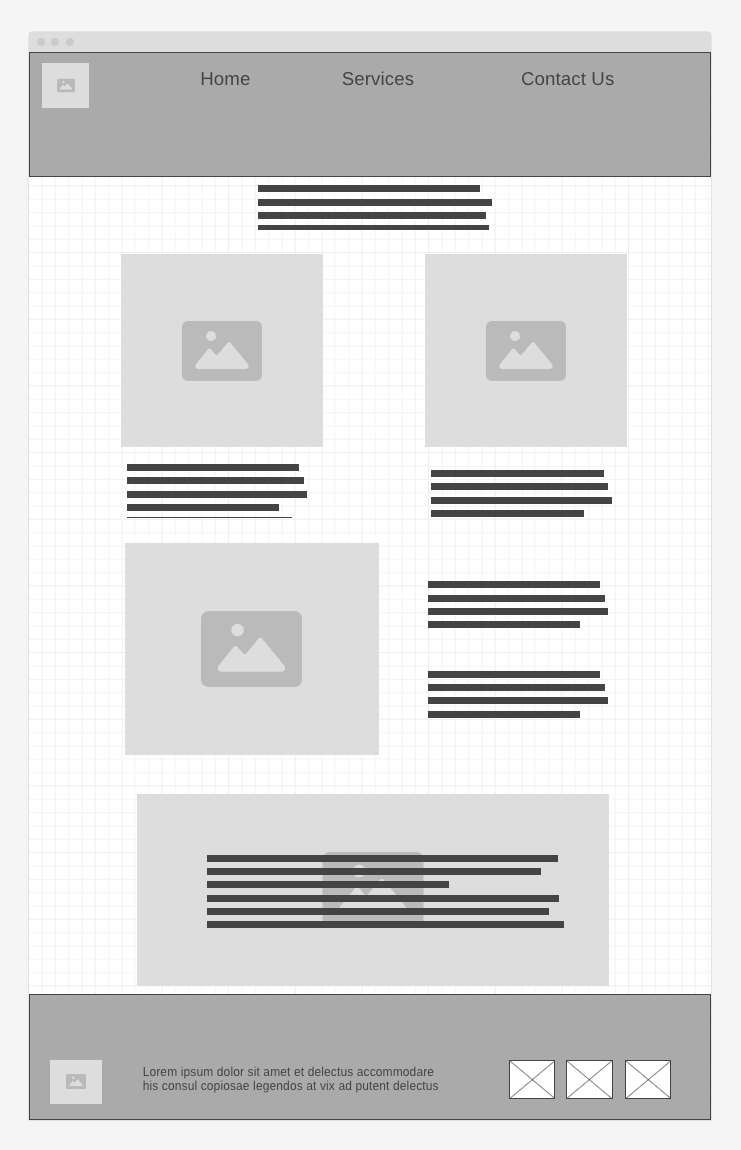 Home Services Contact Us
Lorem ipsum dolor sit amet et delectus accommodare
his consul copiosae legendos at vix ad putent delectus